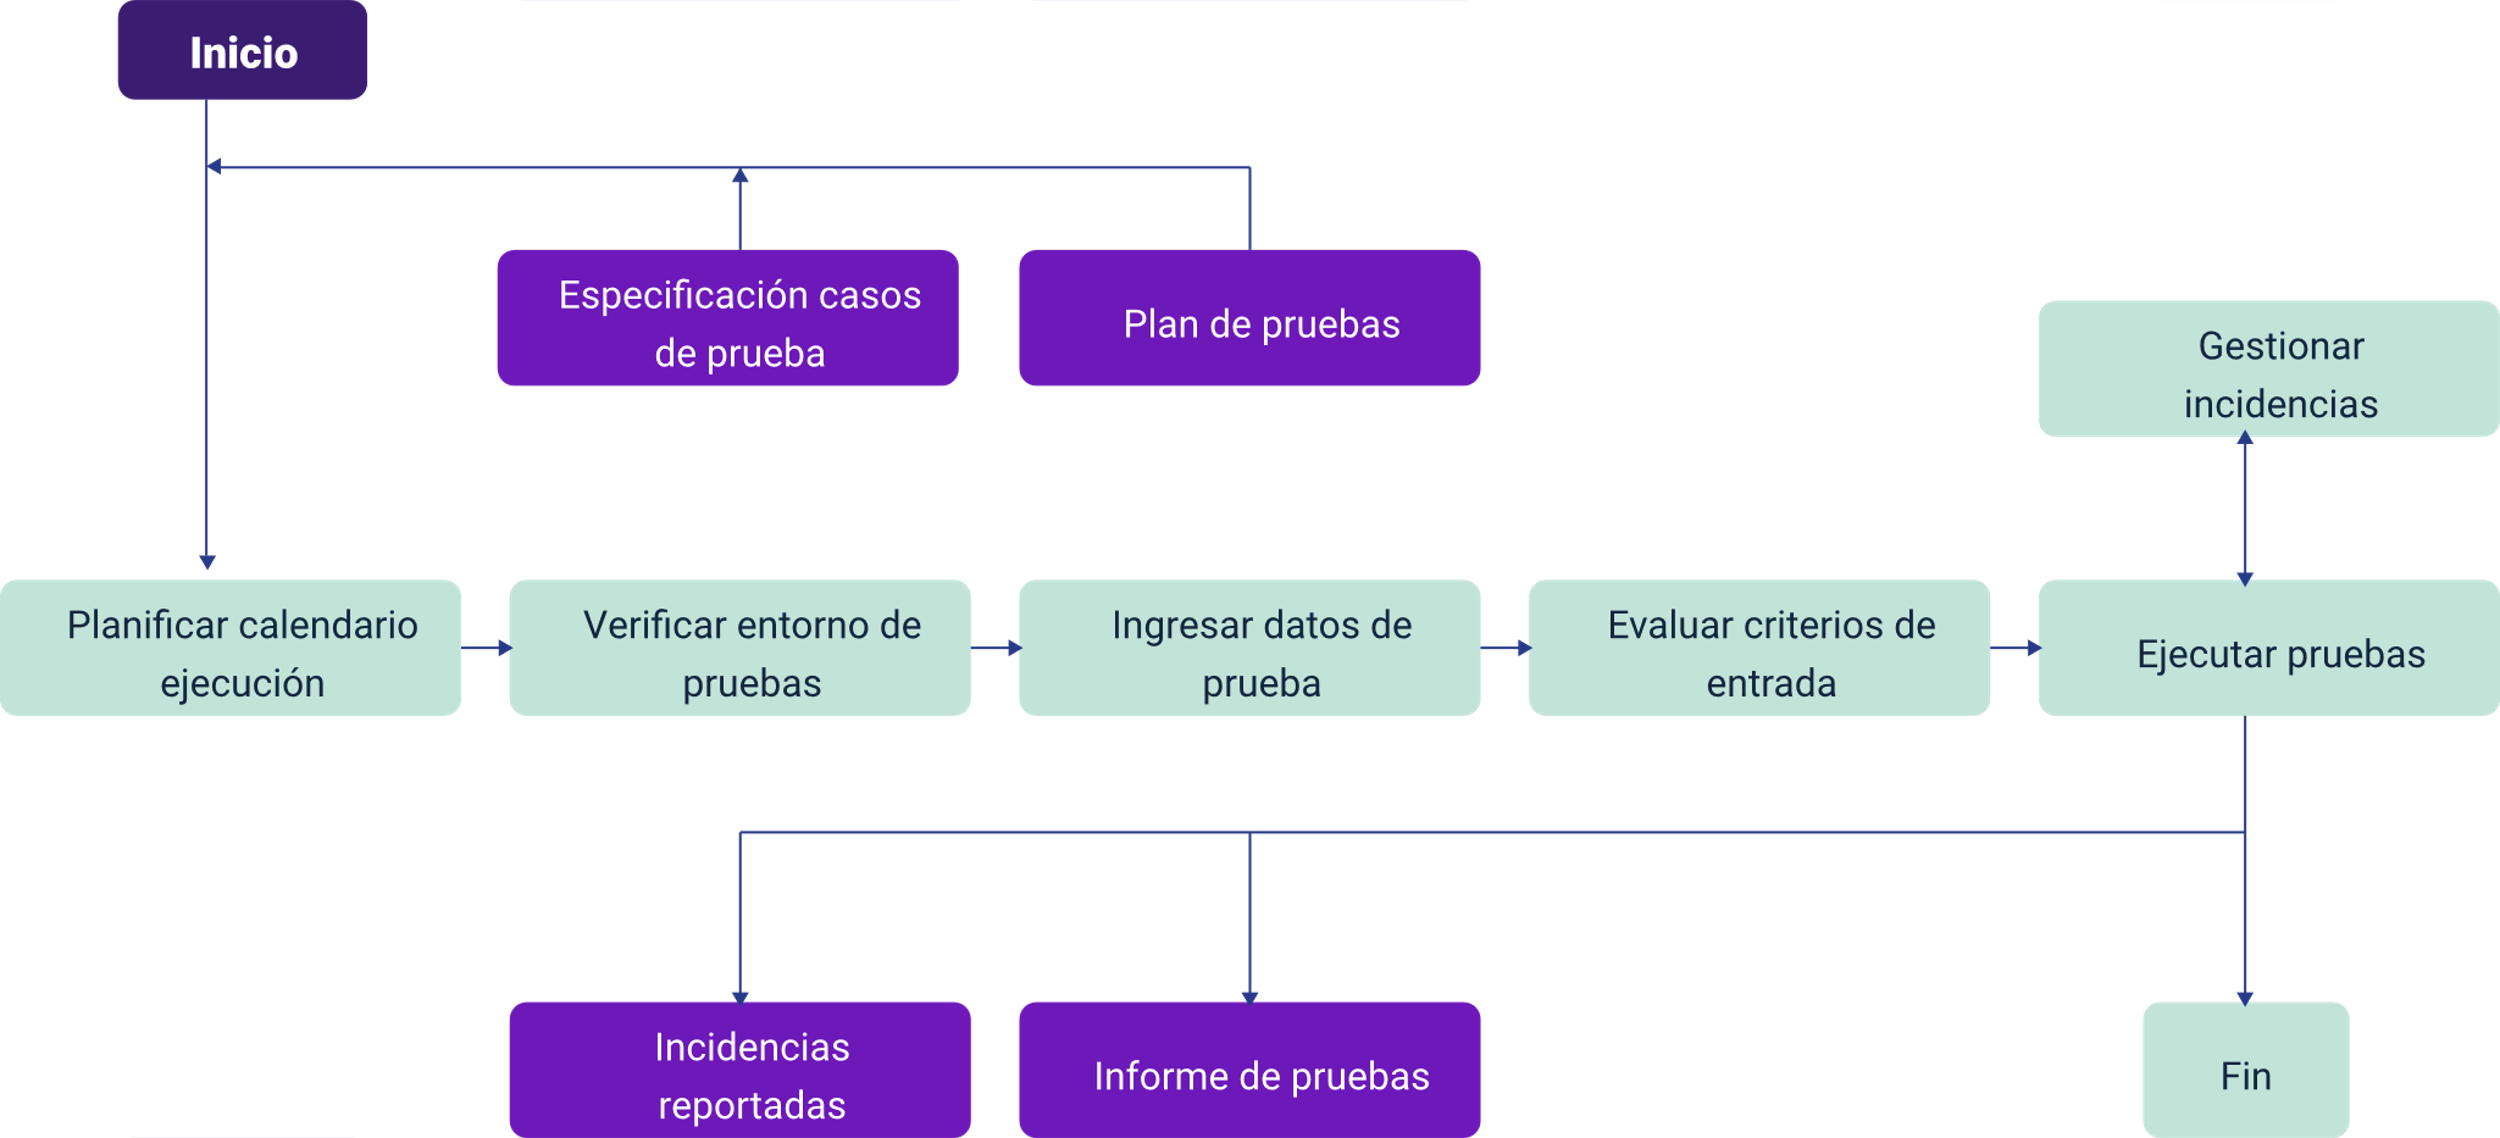 Inicio
Especificación casos
de prueba
Plan de pruebas
Gestionar
incidencias
Planificar calendario
ejecución
Verificar entorno de
pruebas
Ingresar datos de
prueba
Evaluar criterios de
entrada
Ejecutar pruebas
Incidencias
reportadas
Informe de pruebas
Fin